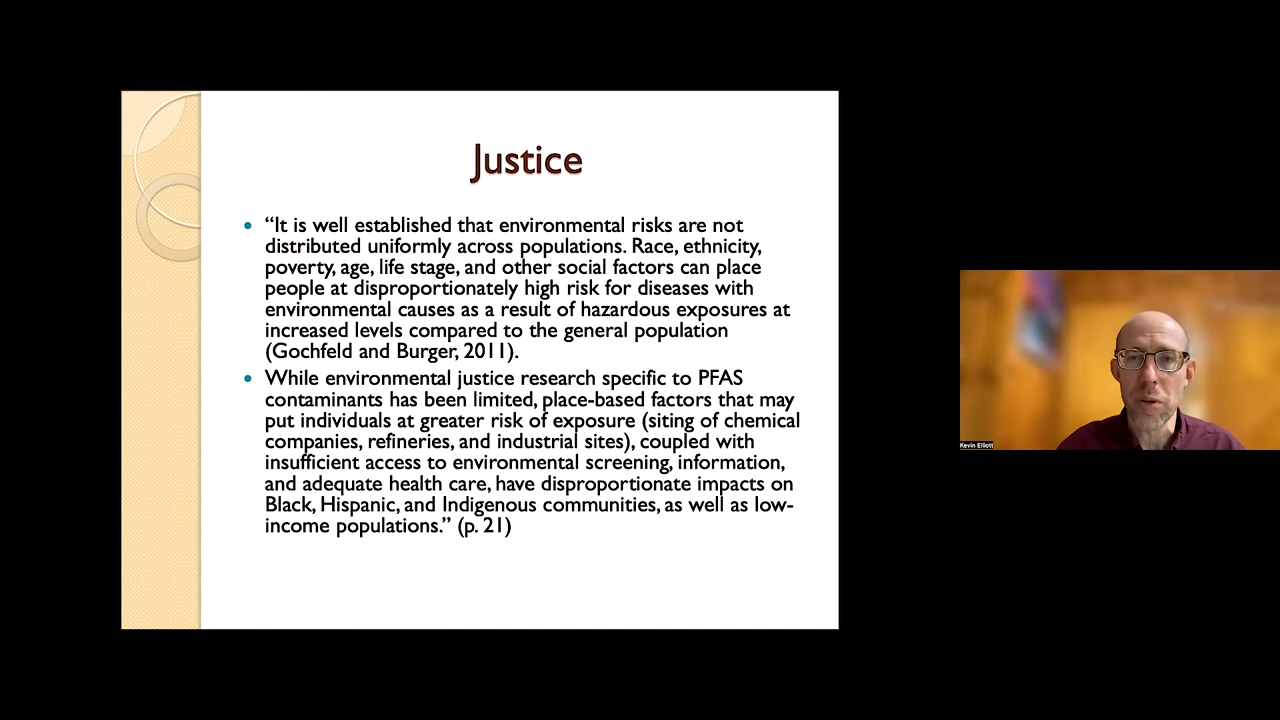 Justice
“It is well established that environmental risks are not
distributed uniformly across populations. Race, ethnicity,
poverty, age, life stage, and other social factors can place
people at disproportionately high risk for diseases with
environmental causes as a result of hazardous exposures at
increased levels compared to the general population
(Gochfeld and Burger, 2011).
While environmental justice research specific to PFAS
contaminants has been limited, place-based factors that may
put individuals at greater risk of exposure (siting of chemical
companies, refineries, and industrial sites), coupled with
insufficient access to environmental screening, information,
and adequate health care, have disproportionate impacts on
Black, Hispanic, and Indigenous communities, as well as low-
income populations.” (p. 21)
Kevin Elliott